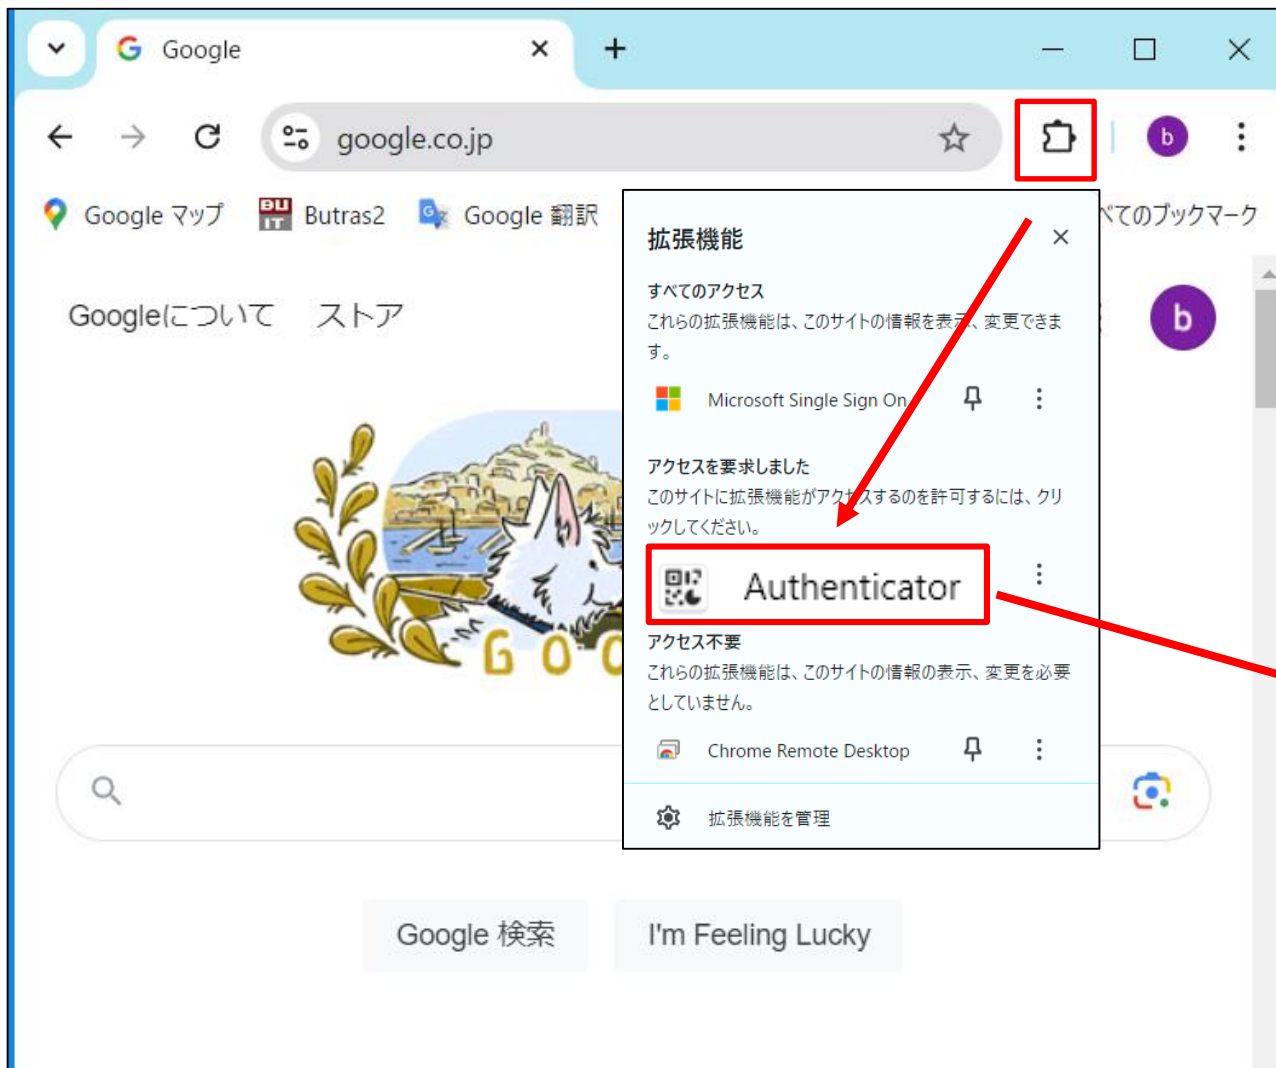 Google
google.co.jp
b
Google マップ
Butras2
Google 翻訳
べてのブックマーク
Googleについて
ストア
b
拡張機能
すべてのアクセス
これらの拡張機能は、このサイトの情報を表示、変更できま
す。
Microsoft Single Sign On
アクセスを要求しました
このサイトに拡張機能がアクセスするのを許可するには、クリ
ックしてください。
Authenticator
アクセス不要
これらの拡張機能は、このサイトの情報の表示、変更を必要
としていません。
Chrome Remote Desktop
拡張機能を管理
Google 検索
I'm Feeling Lucky